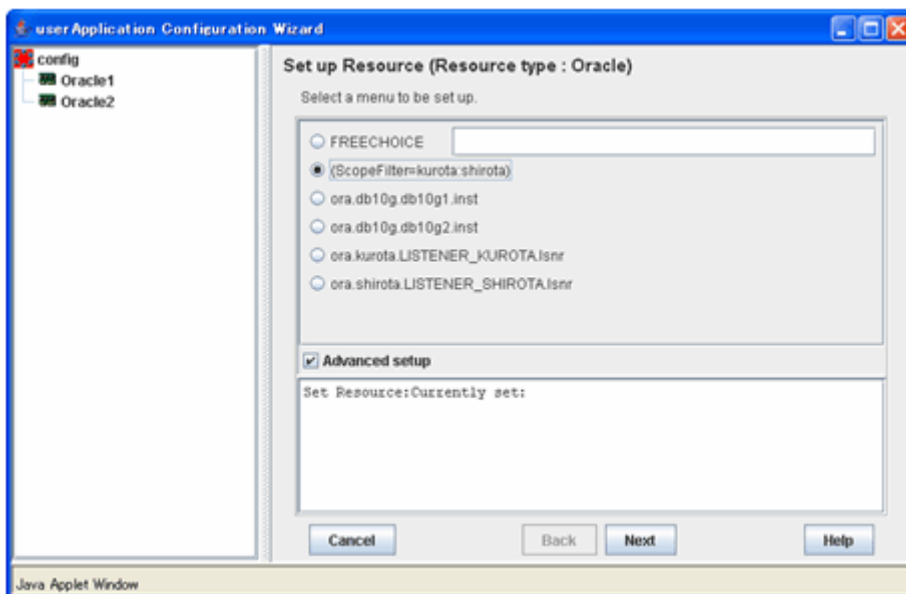 userApplication Configuration Wizard
config
Oracle1
Oracle2
Set up Resource (Resource type : Oracle)
Select a menu to be set up.
FREECHOICE
(ScopeFilter=kurota:shirota)
ora.db10g.db10g1.inst
ora.db10g.db10g2.inst
ora.kurota.LISTENER_KUROTA.lsnr
ora.shirota.LISTENER_SHIROTA.lsnr
Advanced setup
Set Resource:Currently set:
Cancel
Back
Next
Help
Java Applet Window